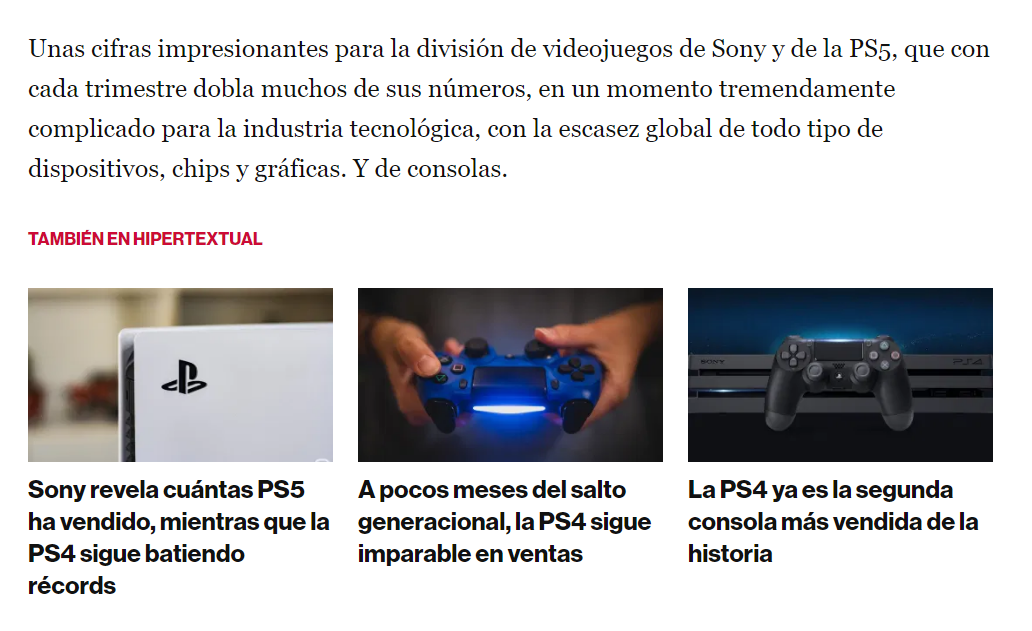 Unas cifras impresionantes para la división de videojuegos de Sony y de la PS5, que con
cada trimestre dobla muchos de sus números, en un momento tremendamente
complicado para la industria tecnológica, con la escasez global de todo tipo de
dispositivos, chips y gráficas. Y de consolas.
TAMBIÉN EN HIPERTEXTUAL
SONY
PS4
Sony revela cuántas PS5
ha vendido, mientras que la
PS4 sigue batiendo
récords
A pocos meses del salto
generacional, la PS4 sigue
imparable en ventas
La PS4 ya es la segunda
consola más vendida de la
historia